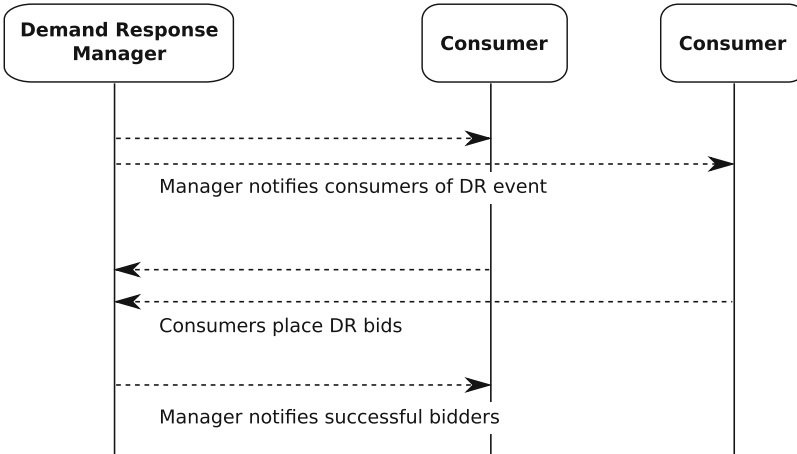 Demand Response
Manager
Consumer
Consumer
Manager notifies consumers of DR event
Consumers place DR bids
Manager notifies successful bidders